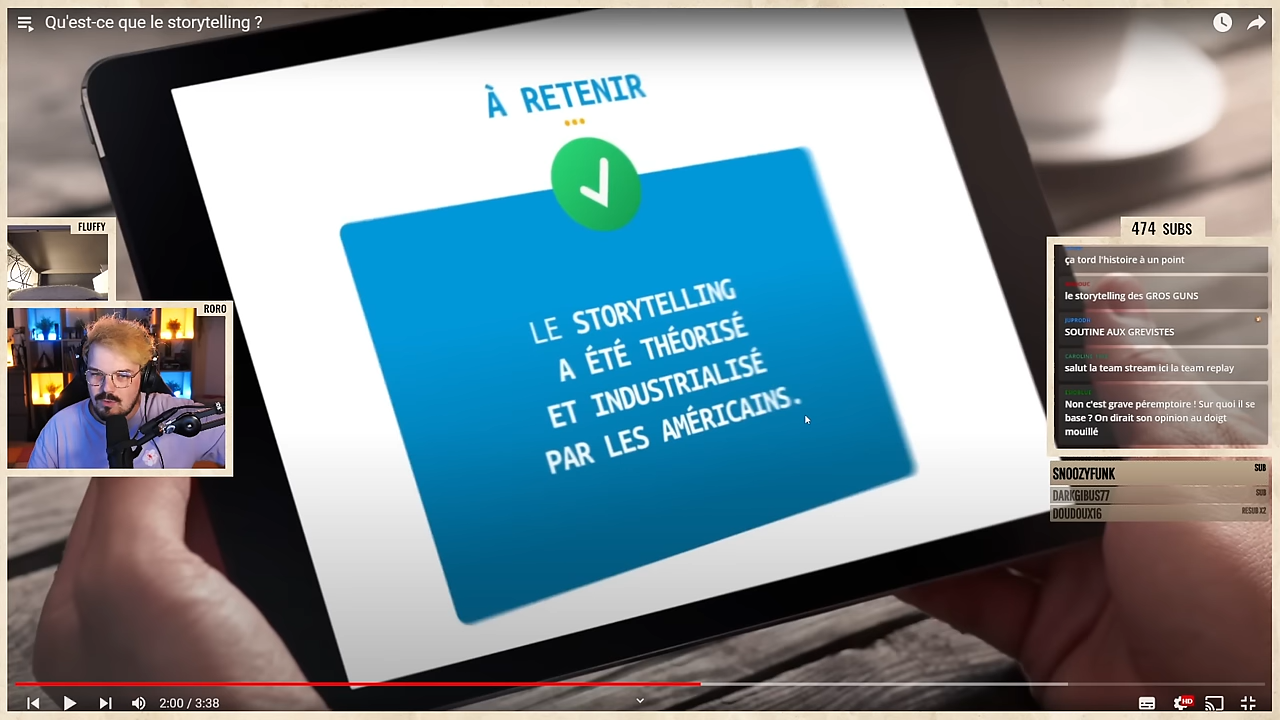 Qu'est-ce que le storytelling ?
À RETENIR
LE STORYTELLING
A ÉTÉ THÉORISÉ
ET INDUSTRIALISÉ
PAR LES AMÉRICAINS.
FLUFFY
RORO
474 SUBS
ça tord l'histoire à un point
le storytelling des GROS GUNS
SOUTINE AUX GREVISTES
salut la team stream ici la team replay
Non c'est grave péremptoire ! Sur quoi il se
base ? On dirait son opinion au doigt
mouillé
SNOOZYFUNK SUB
DARKGIBUS77 SUB
DOUDOUX16 RESUB X2
2:00 / 3:38
HD